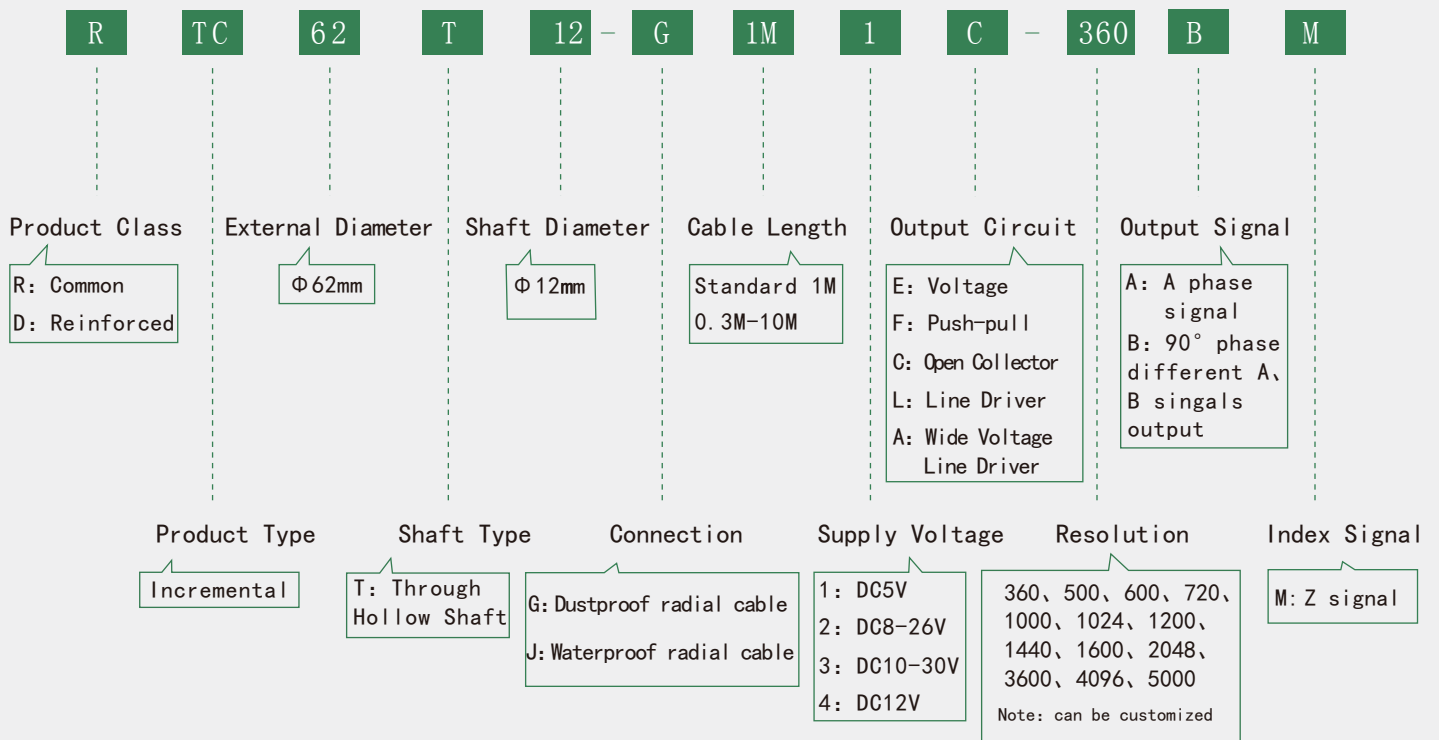 R TC 62 T 12 - G 1M 1 C - 360 B M
Product Class
R: Common
D: Reinforced
External Diameter
Φ62mm
Shaft Diameter
Φ12mm
Cable Length
Standard 1M
0.3M-10M
Output Circuit
E: Voltage
F: Push-pull
C: Open Collector
L: Line Driver
A: Wide Voltage
Line Driver
Output Signal
A: A phase
signal
B: 90° phase
different A、
B singals
output
Product Type
Incremental
Shaft Type
T: Through
Hollow Shaft
Connection
G: Dustproof radial cable
J: Waterproof radial cable
Supply Voltage
1: DC5V
2: DC8-26V
3: DC10-30V
4: DC12V
Resolution
360、500、600、720、
1000、1024、1200、
1440、1600、2048、
3600、4096、5000
Note: can be customized
Index Signal
M: Z signal